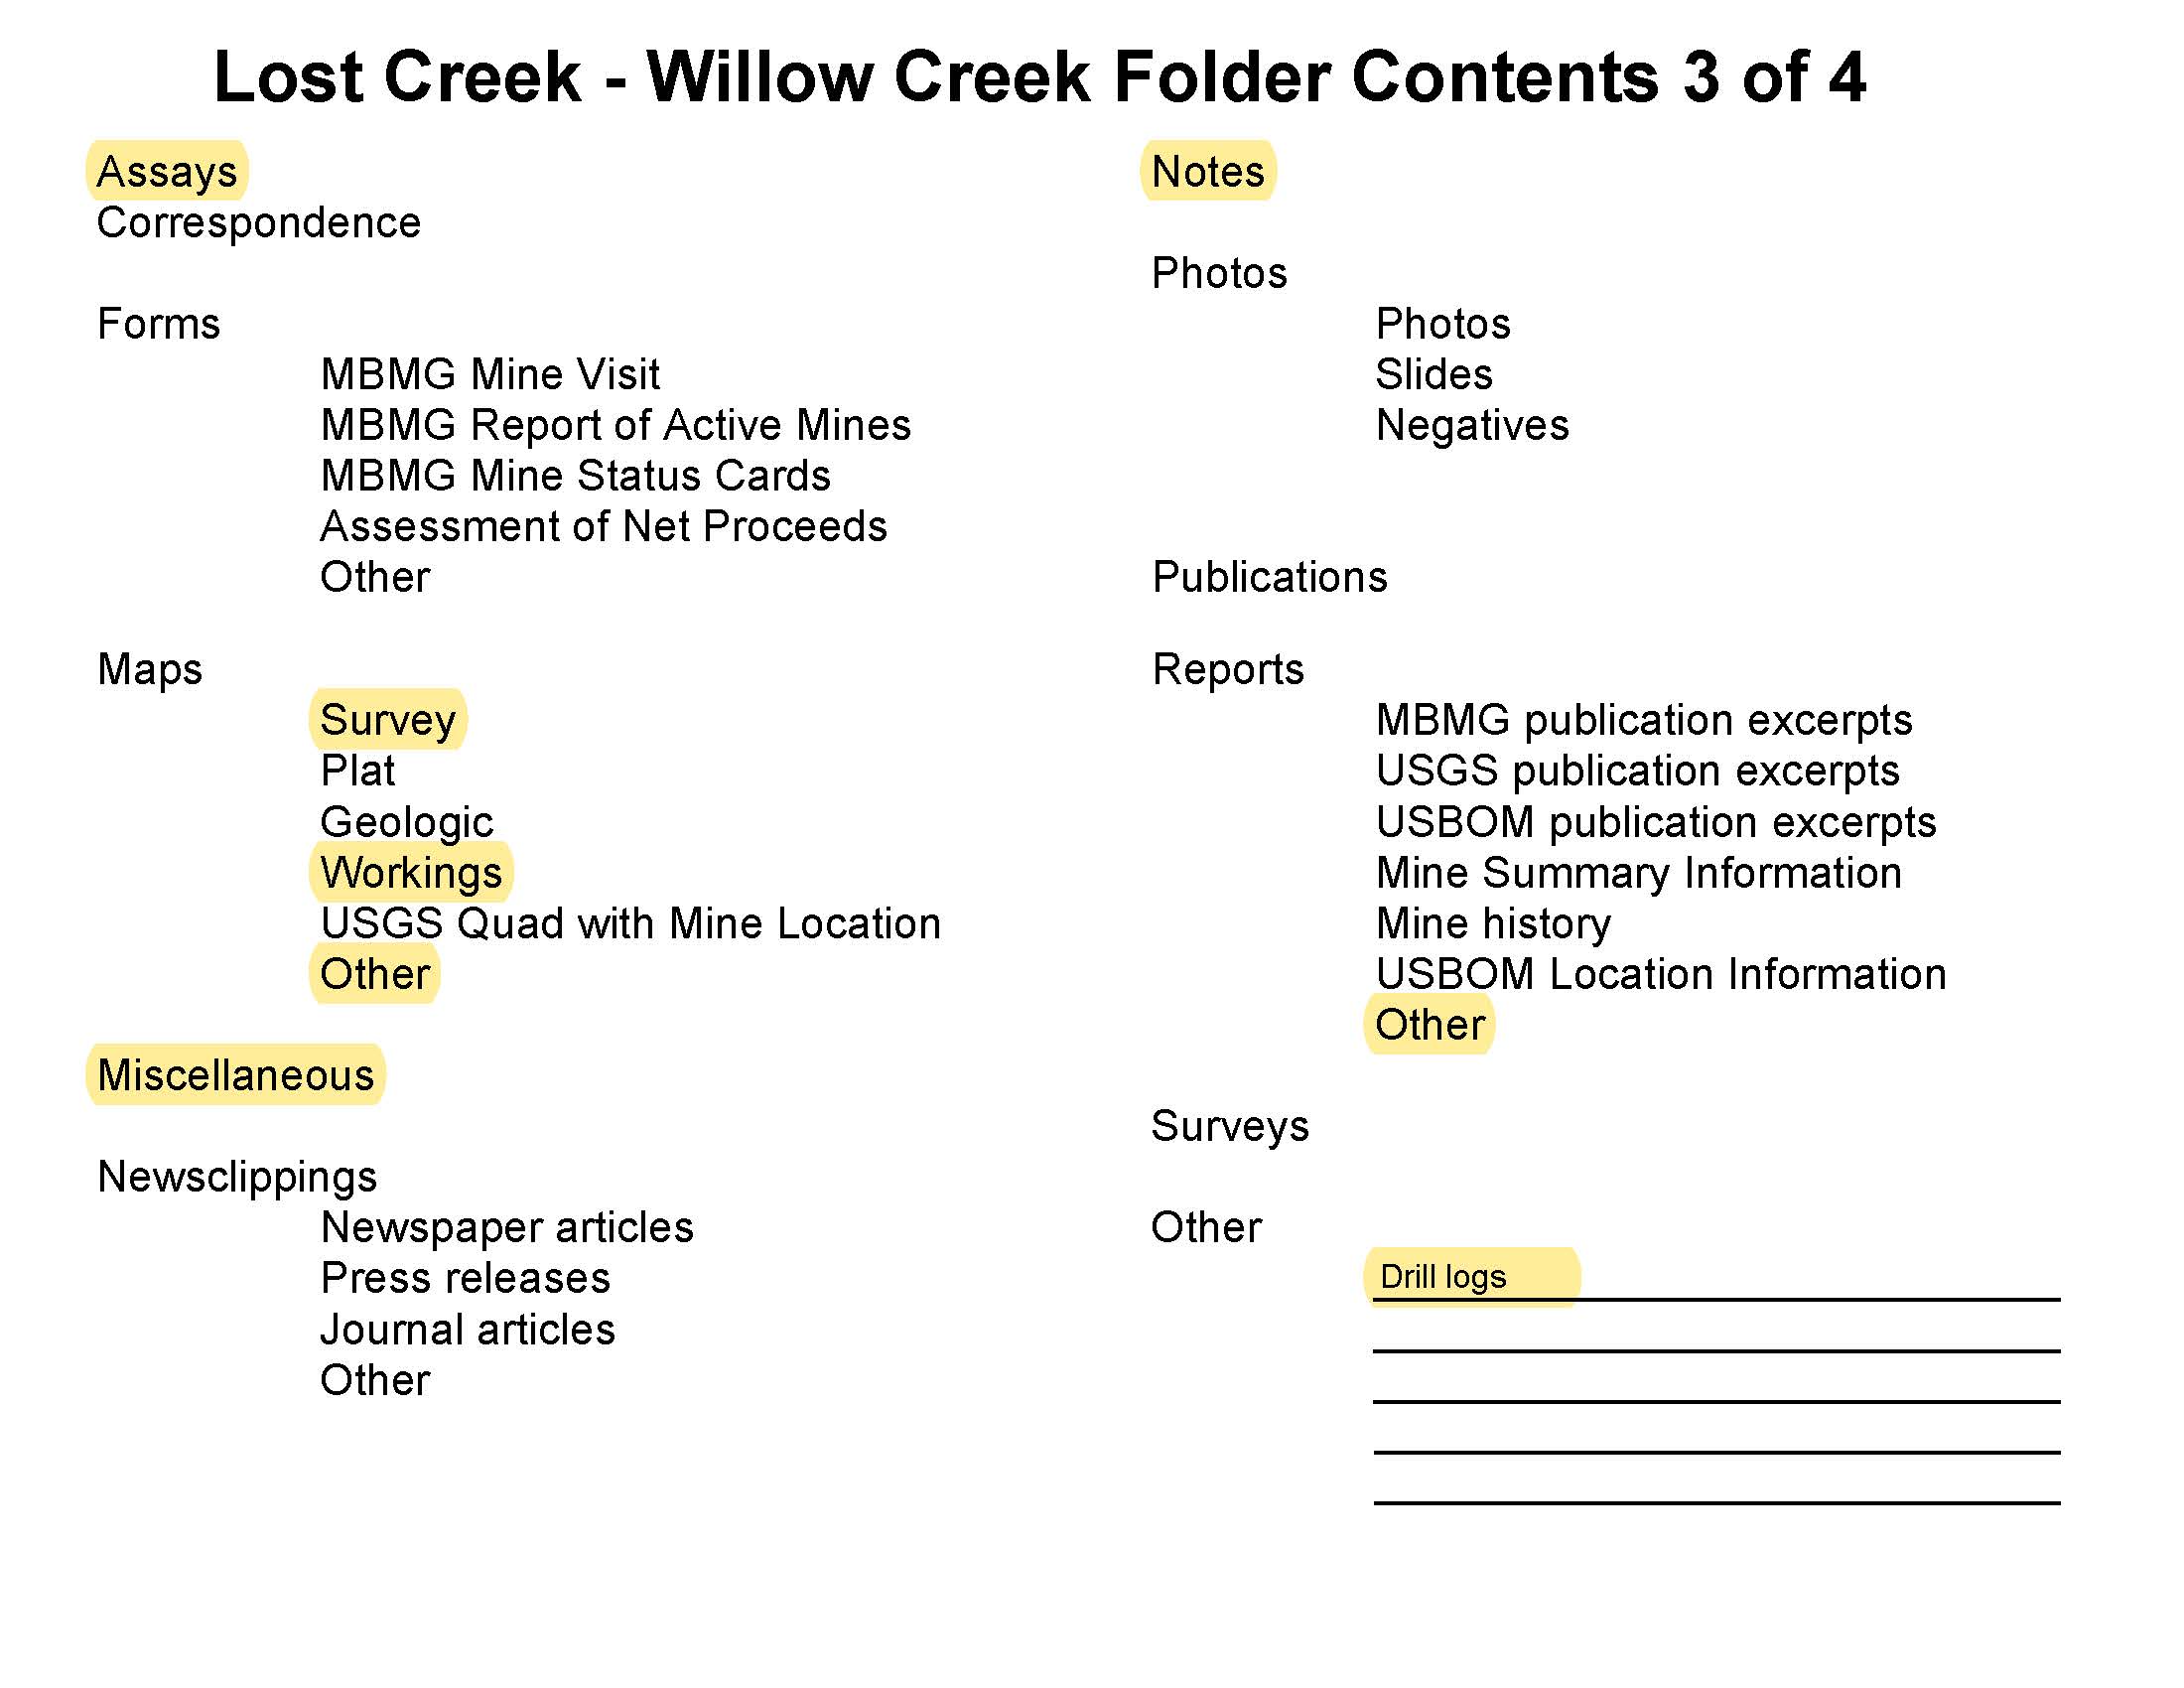 Lost Creek - Willow Creek Folder Contents 3 of 4
Assays
Correspondence
Forms
MBMG Mine Visit
MBMG Report of Active Mines
MBMG Mine Status Cards
Assessment of Net Proceeds
Other
Maps
Survey
Plat
Geologic
Workings
USGS Quad with Mine Location
Other
Miscellaneous
Newsclippings
Newspaper articles
Press releases
Journal articles
Other
Notes
Photos
Photos
Slides
Negatives
Publications
Reports
MBMG publication excerpts
USGS publication excerpts
USBOM publication excerpts
Mine Summary Information
Mine history
USBOM Location Information
Other
Surveys
Other
Drill logs